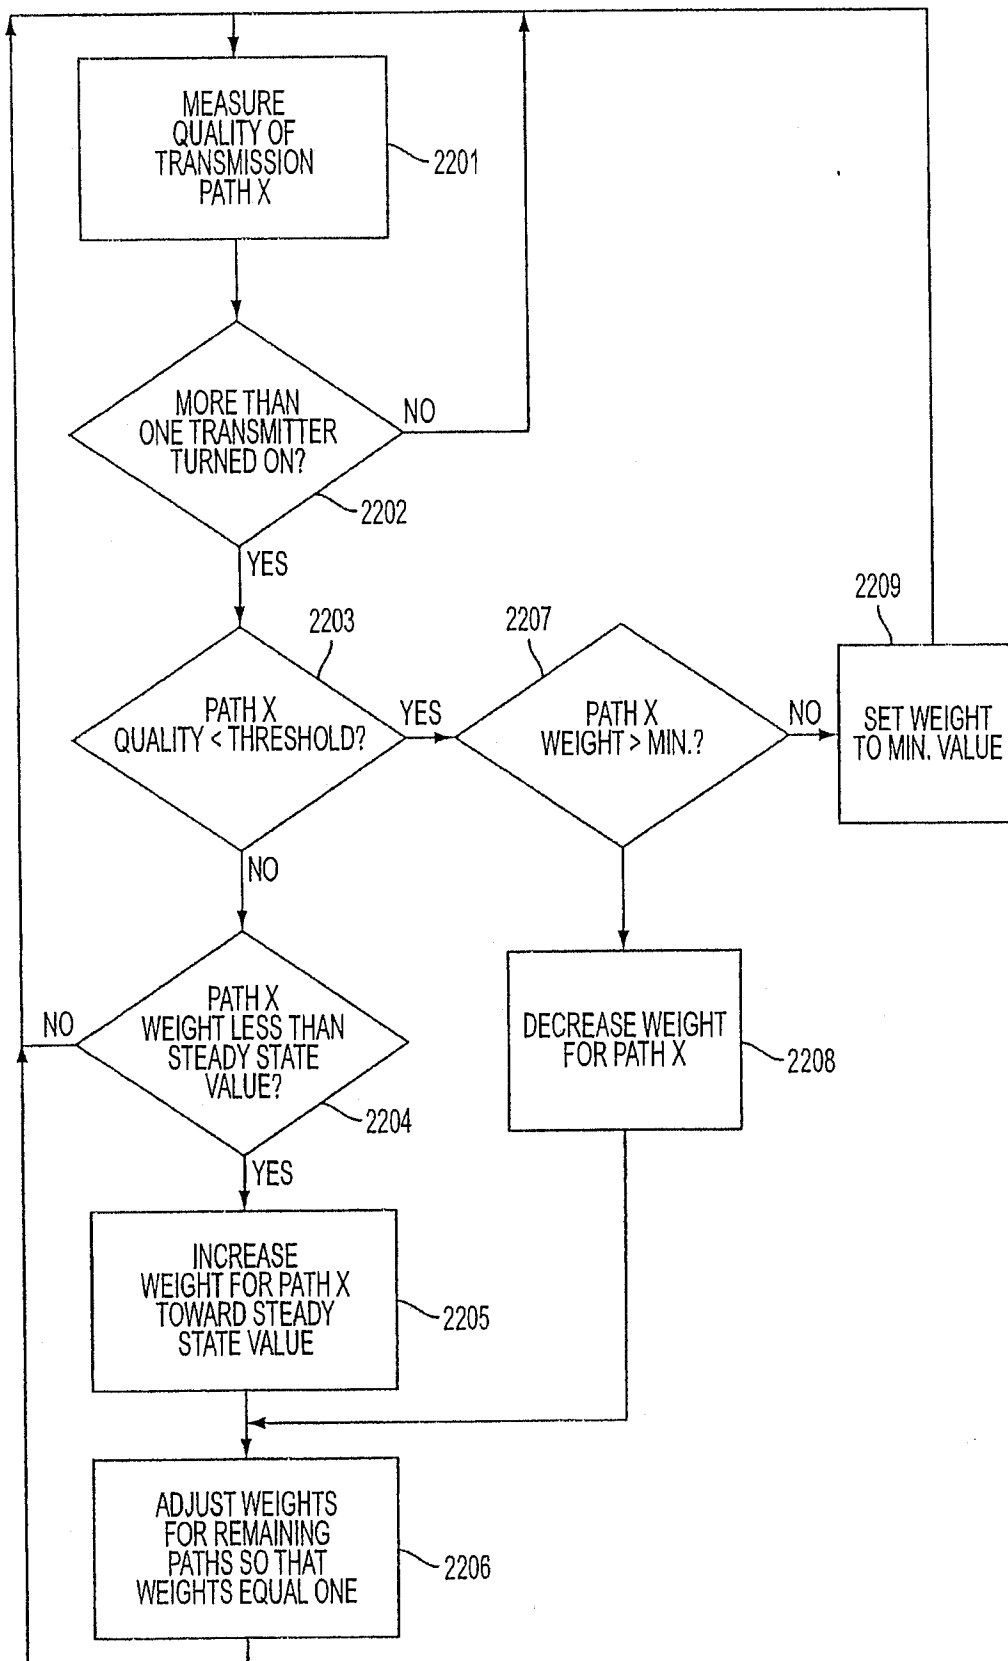 MEASURE
QUALITY OF
TRANSMISSION
PATH X
2201
MORE THAN
ONE TRANSMITTER
TURNED ON?
NO
2202
YES
2203
PATH X
QUALITY < THRESHOLD?
YES
2207
PATH X
WEIGHT > MIN.?
NO
2209
SET WEIGHT
TO MIN. VALUE
NO
PATH X
WEIGHT LESS THAN
STEADY STATE
VALUE?
NO
2204
DECREASE WEIGHT
FOR PATH X
2208
YES
INCREASE
WEIGHT FOR PATH X
TOWARD STEADY
STATE VALUE
2205
ADJUST WEIGHTS
FOR REMAINING
PATHS SO THAT
WEIGHTS EQUAL ONE
2206